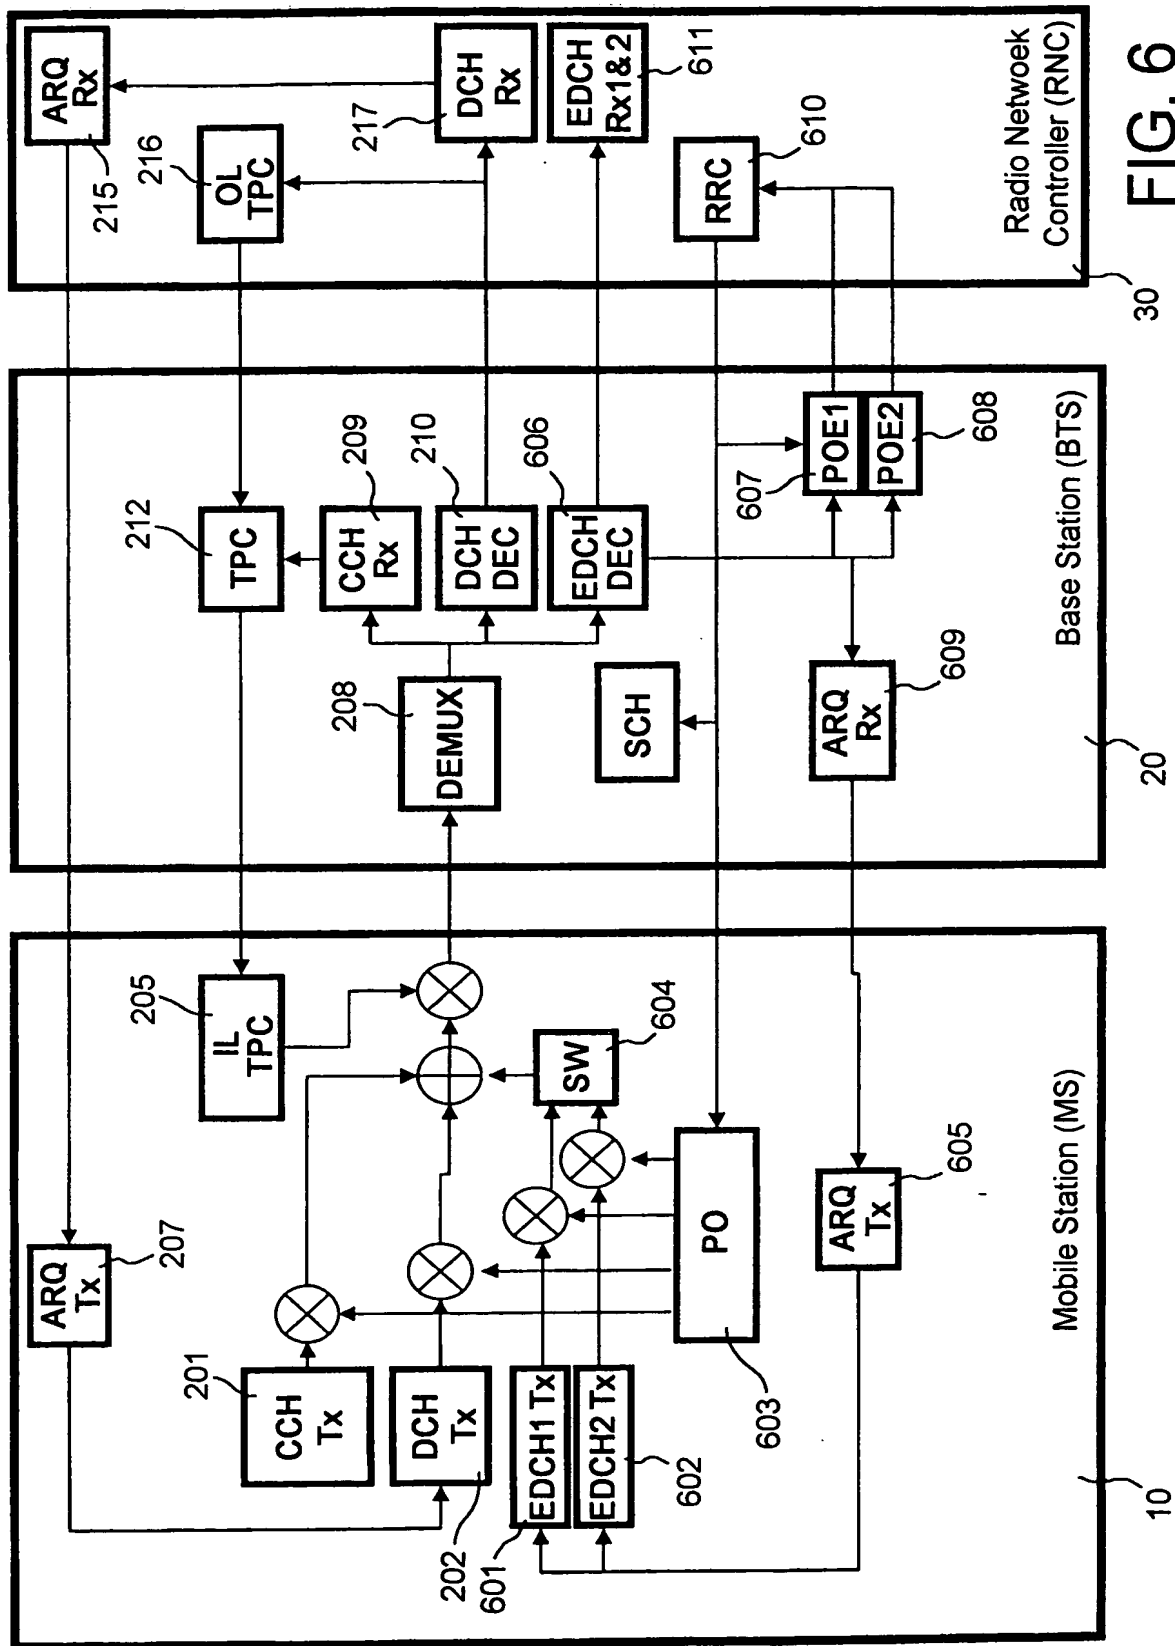 ARQ
Tx
207
IL
TPC
205
CCH
Tx
201
DCH
Tx
202
EDCH1 Tx
601
EDCH2 Tx
602
SW
604
PO
603
ARQ
Tx
605
Mobile Station (MS)
10
TPC
212
CCH
Rx
209
DEMUX
208
DCH
DEC
210
EDCH
DEC
606
SCH
POE1
607
POE2
608
ARQ
Rx
609
Base Station (BTS)
20
ARQ
Rx
215
OL
TPC
216
DCH
Rx
217
EDCH
Rx1&2
611
RRC
610
Radio Netwoek
Controller (RNC)
30
FIG. 6